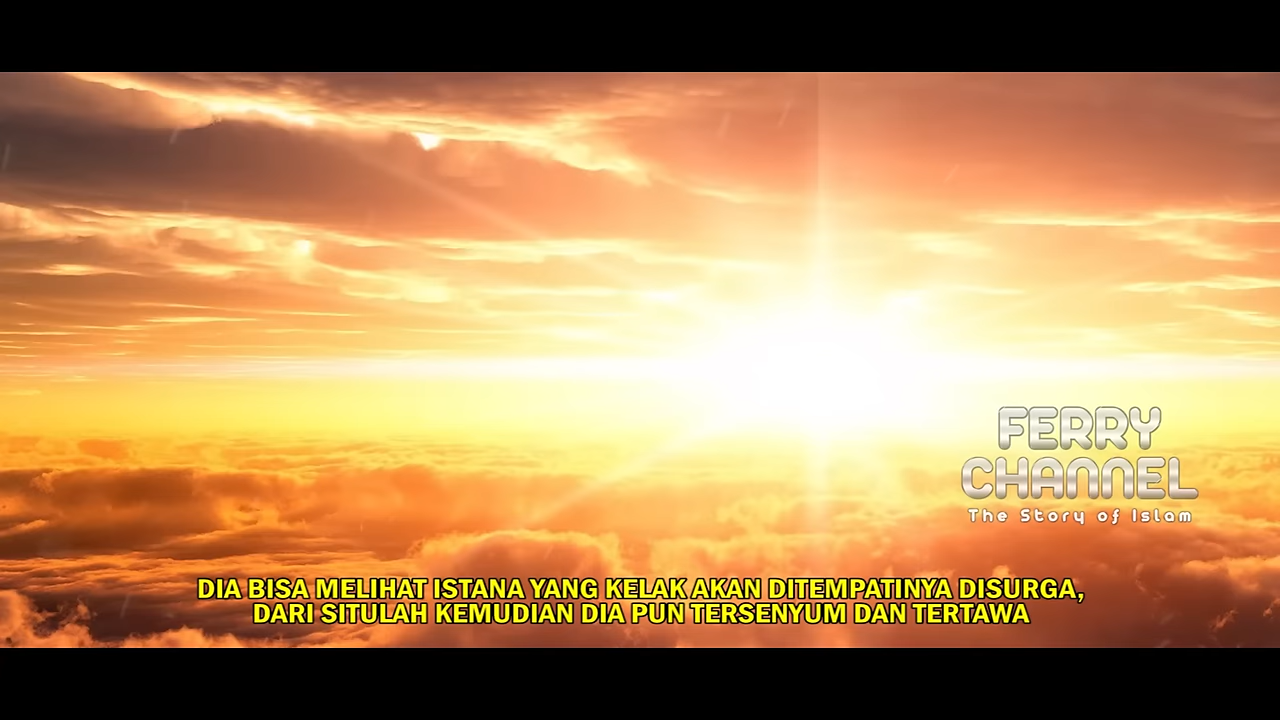 FERRY
CHANNEL
The Story of Islam
DIA BISA MELIHAT ISTANA YANG KELAK AKAN DITEMPATINYA DISURGA,
DARI SITULAH KEMUDIAN DIA PUN TERSENYUM DAN TERTAWA